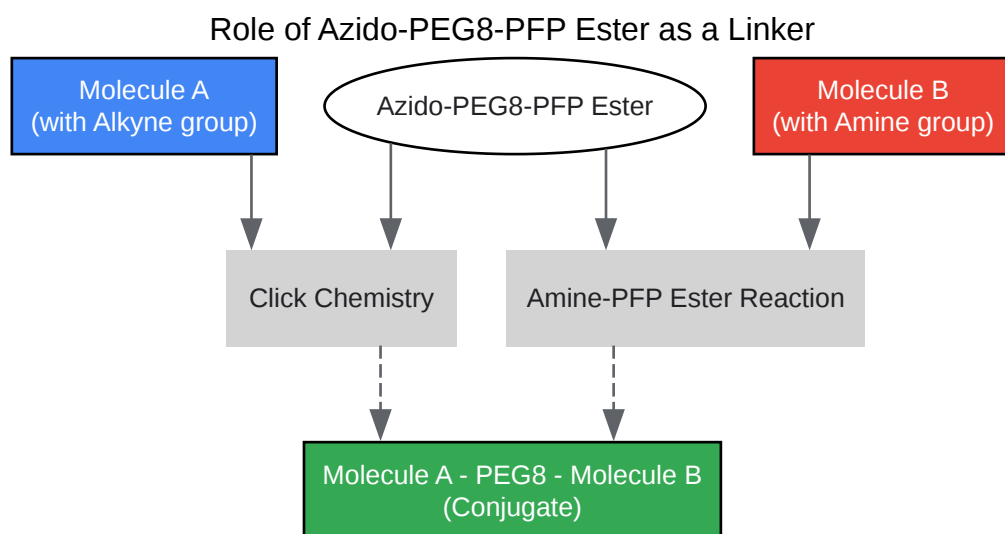 Role of Azido-PEG8-PFP Ester as a Linker
Molecule A
(with Alkyne group)
Azido-PEG8-PFP Ester
Molecule B
(with Amine group)
Click Chemistry
Amine-PFP Ester Reaction
Molecule A - PEG8 - Molecule B
(Conjugate)